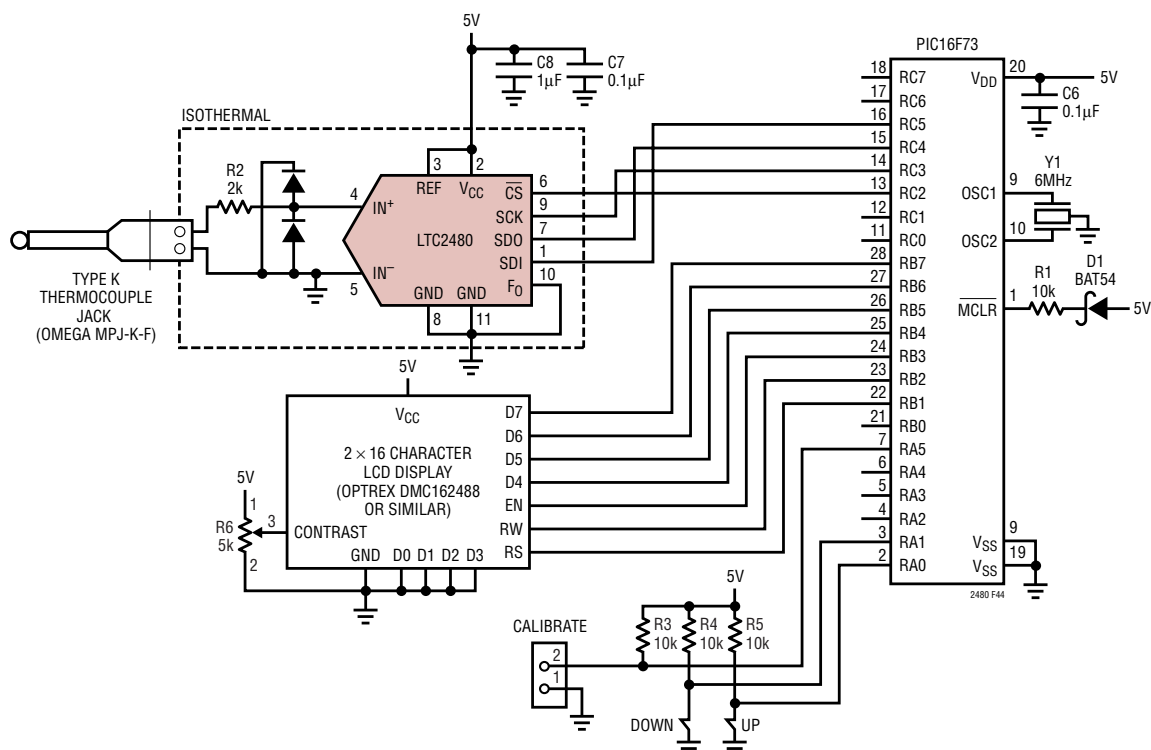 5V
C8
1µF
C7
0.1µF
ISOTHERMAL
R2
2k
TYPE K
THERMOCOUPLE
JACK
(OMEGA MPJ-K-F)
4
5
IN+
IN–
3
2
REF
VCC
LTC2480
CS
SCK
SDO
SDI
FO
GND
GND
6
9
7
1
10
8
11
PIC16F73
18
RC7
17
RC6
16
RC5
15
RC4
14
RC3
13
RC2
12
RC1
11
RC0
28
RB7
27
RB6
26
RB5
25
RB4
24
RB3
23
RB2
22
RB1
21
RB0
7
RA5
6
RA4
5
RA3
4
RA2
3
RA1
2
RA0
VDD
20
5V
C6
0.1µF
OSC1
9
Y1
6MHz
OSC2
10
MCLR
1
R1
10k
D1
BAT54
5V
VSS
9
VSS
19
2480 F44
5V
VCC
2 × 16 CHARACTER
LCD DISPLAY
(OPTREX DMC162488
OR SIMILAR)
D7
D6
D5
D4
EN
RW
RS
CONTRAST
GND
D0
D1
D2
D3
5V
R6
5k
1
3
2
CALIBRATE
2
1
5V
R3
10k
R4
10k
R5
10k
DOWN
UP